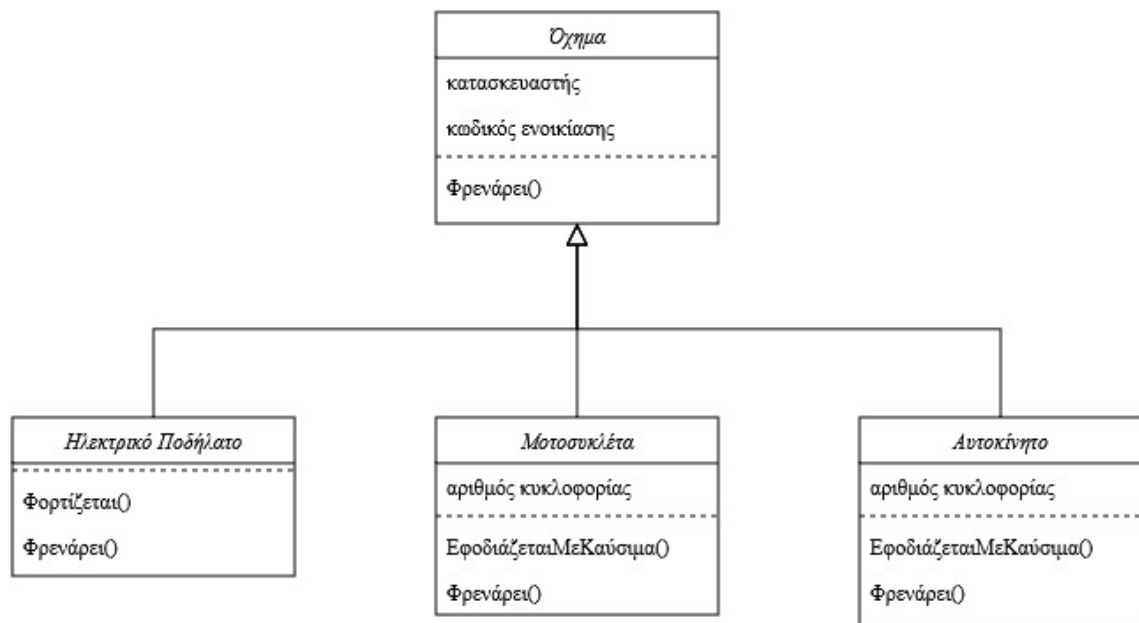 Όχημα
κατασκευαστής
κωδικός ενοικίασης
Φρενάρει()
Ηλεκτρικό Ποδήλατο
Φορτίζεται()
Φρενάρει()
Μοτοσυκλέτα
αριθμός κυκλοφορίας
ΕφοδιάζεταιΜεΚαύσιμα()
Φρενάρει()
Αυτοκίνητο
αριθμός κυκλοφορίας
ΕφοδιάζεταιΜεΚαύσιμα()
Φρενάρει()